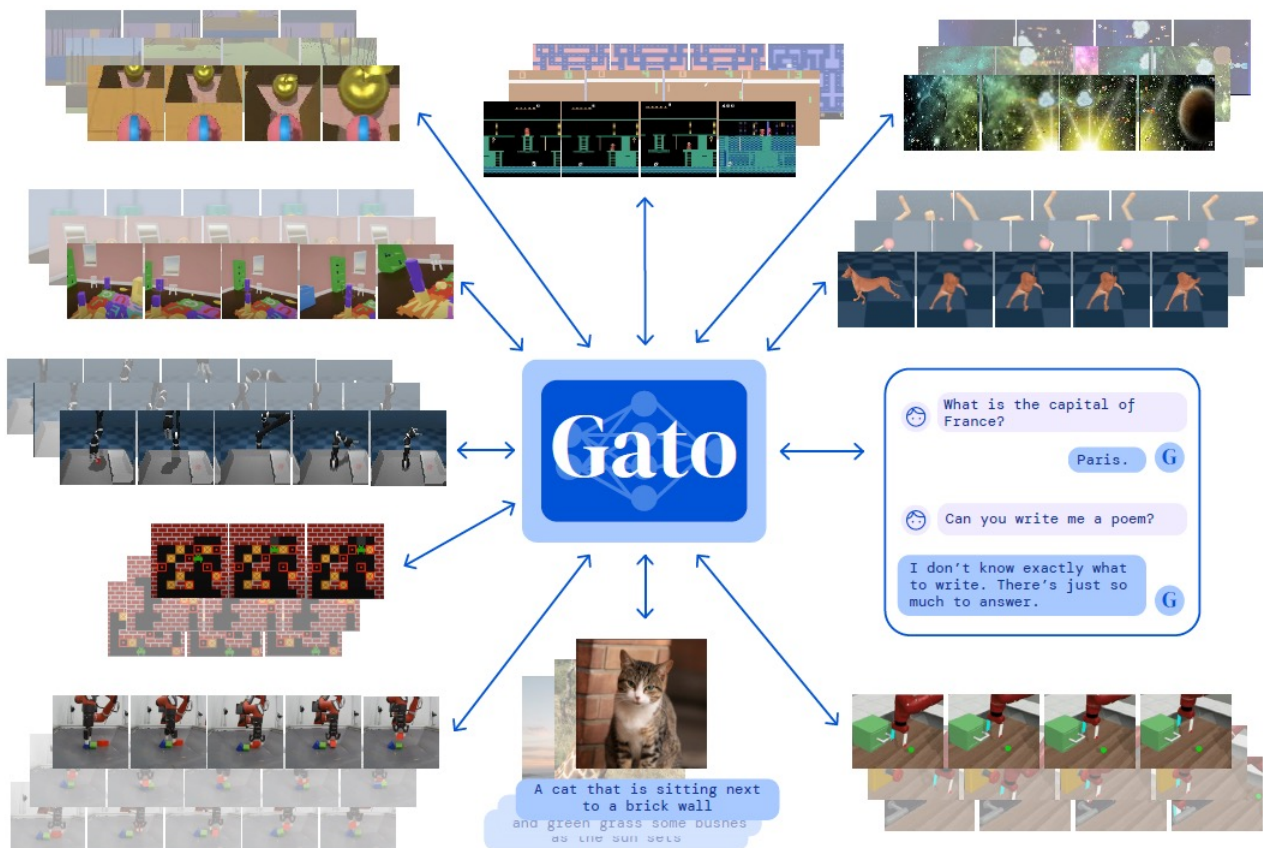 Gato
What is the capital of
France?
Paris.
G
Can you write me a poem?
I don't know exactly what
to write. There's just so
much to answer.
G
A cat that is sitting next
to a brick wall
and green grass some bushes
as the sun sets